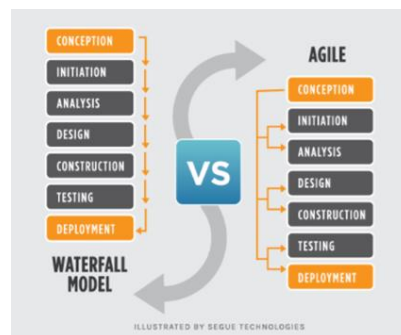 CONCEPTION
INITIATION
ANALYSIS
DESIGN
CONSTRUCTION
TESTING
DEPLOYMENT
WATERFALL
MODEL
VS
AGILE
CONCEPTION
INITIATION
ANALYSIS
DESIGN
CONSTRUCTION
TESTING
DEPLOYMENT
ILLUSTRATED BY SEGUE TECHNOLOGIES